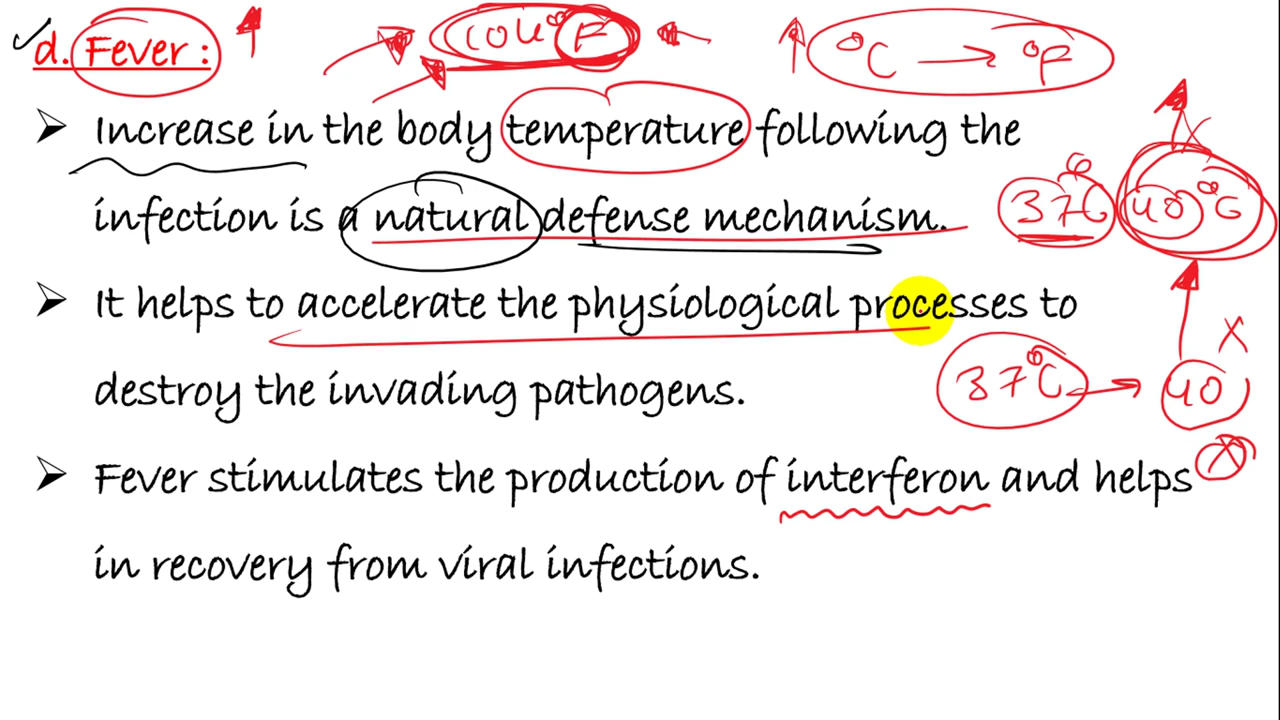 d. Fever : 104°F °C → °F
➤ Increase in the body temperature following the
infection is a natural defense mechanism. 37°C 40°C
➤ It helps to accelerate the physiological processes to
destroy the invading pathogens. 37°C → 40
➤ Fever stimulates the production of interferon and helps
in recovery from viral infections.